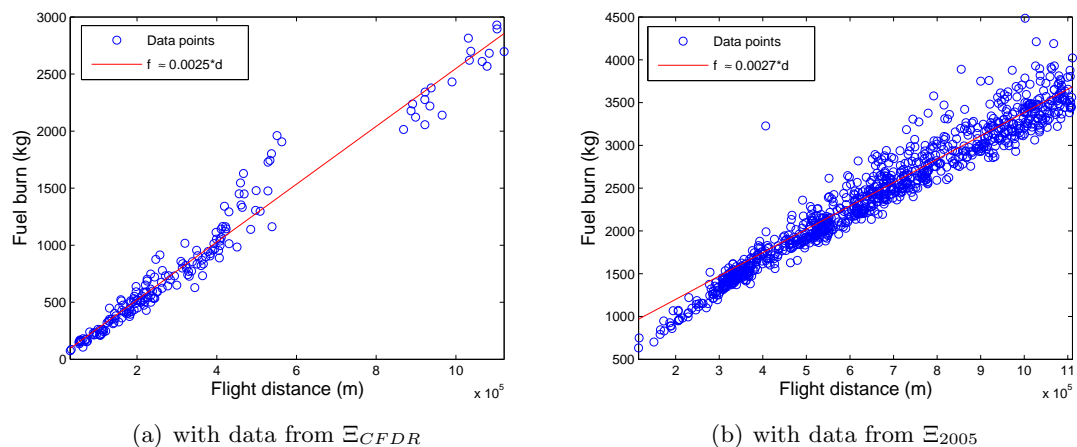 3000
2500
2000
1500
1000
500
0
2 4 6 8 10
x 10^5
Fuel burn (kg)
Flight distance (m)
Data points
f = 0.0025*d
(a) with data from Ξ_CFDR
4500
4000
3500
3000
2500
2000
1500
1000
500
2 3 4 5 6 7 8 9 10 11
x 10^5
Fuel burn (kg)
Flight distance (m)
Data points
f = 0.0027*d
(b) with data from Ξ_2005